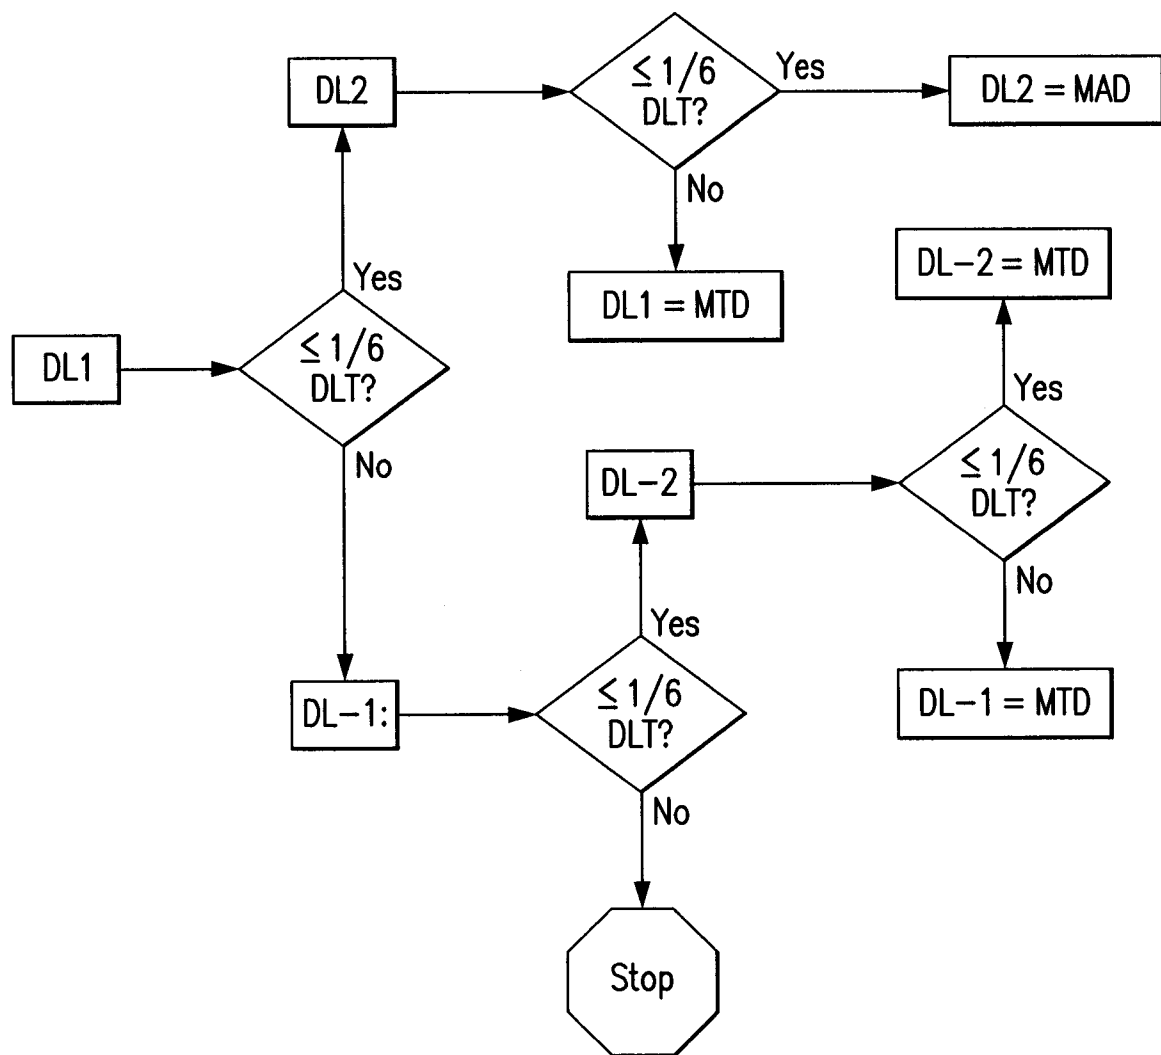 DL2
≤ 1/6
DLT?
Yes
DL2 = MAD
No
DL1 = MTD
DL1
≤ 1/6
DLT?
Yes
No
DL-2 = MTD
Yes
DL-2
≤ 1/6
DLT?
No
DL-1 = MTD
DL-1:
Yes
≤ 1/6
DLT?
No
Stop